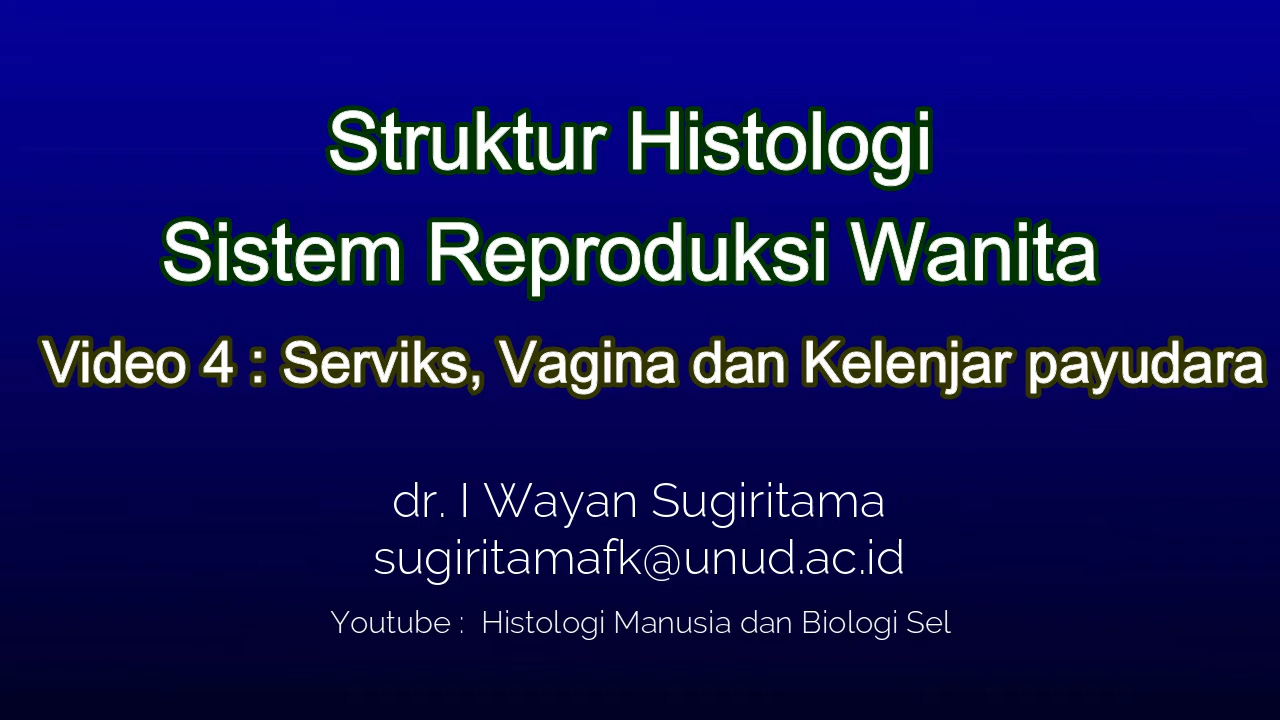 Struktur Histologi
Sistem Reproduksi Wanita
Video 4 : Serviks, Vagina dan Kelenjar payudara
dr. I Wayan Sugiritama
sugiritamafk@unud.ac.id
Youtube : Histologi Manusia dan Biologi Sel